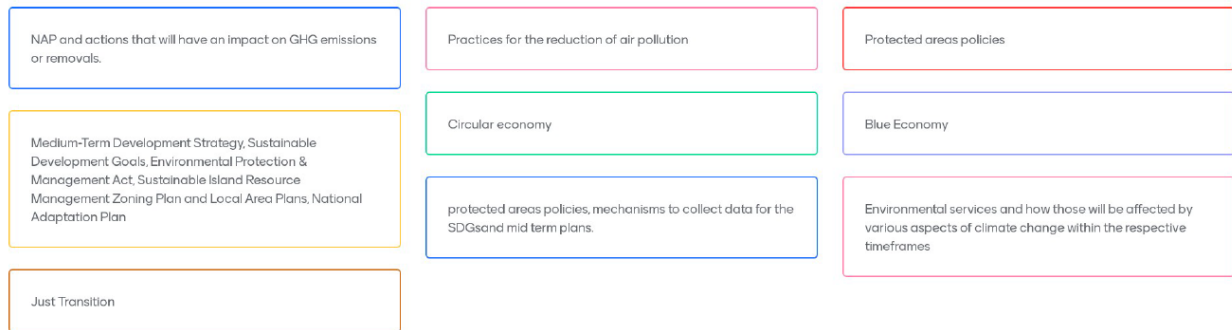 NAP and actions that will have an impact on GHG emissions
or removals.
Medium-Term Development Strategy, Sustainable
Development Goals, Environmental Protection &
Management Act, Sustainable Island Resource
Management Zoning Plan and Local Area Plans, National
Adaptation Plan
Just Transition
Practices for the reduction of air pollution
Circular economy
protected areas policies, mechanisms to collect data for the
SDGsand mid term plans.
Protected areas policies
Blue Economy
Environmental services and how those will be affected by
various aspects of climate change within the respective
timeframes